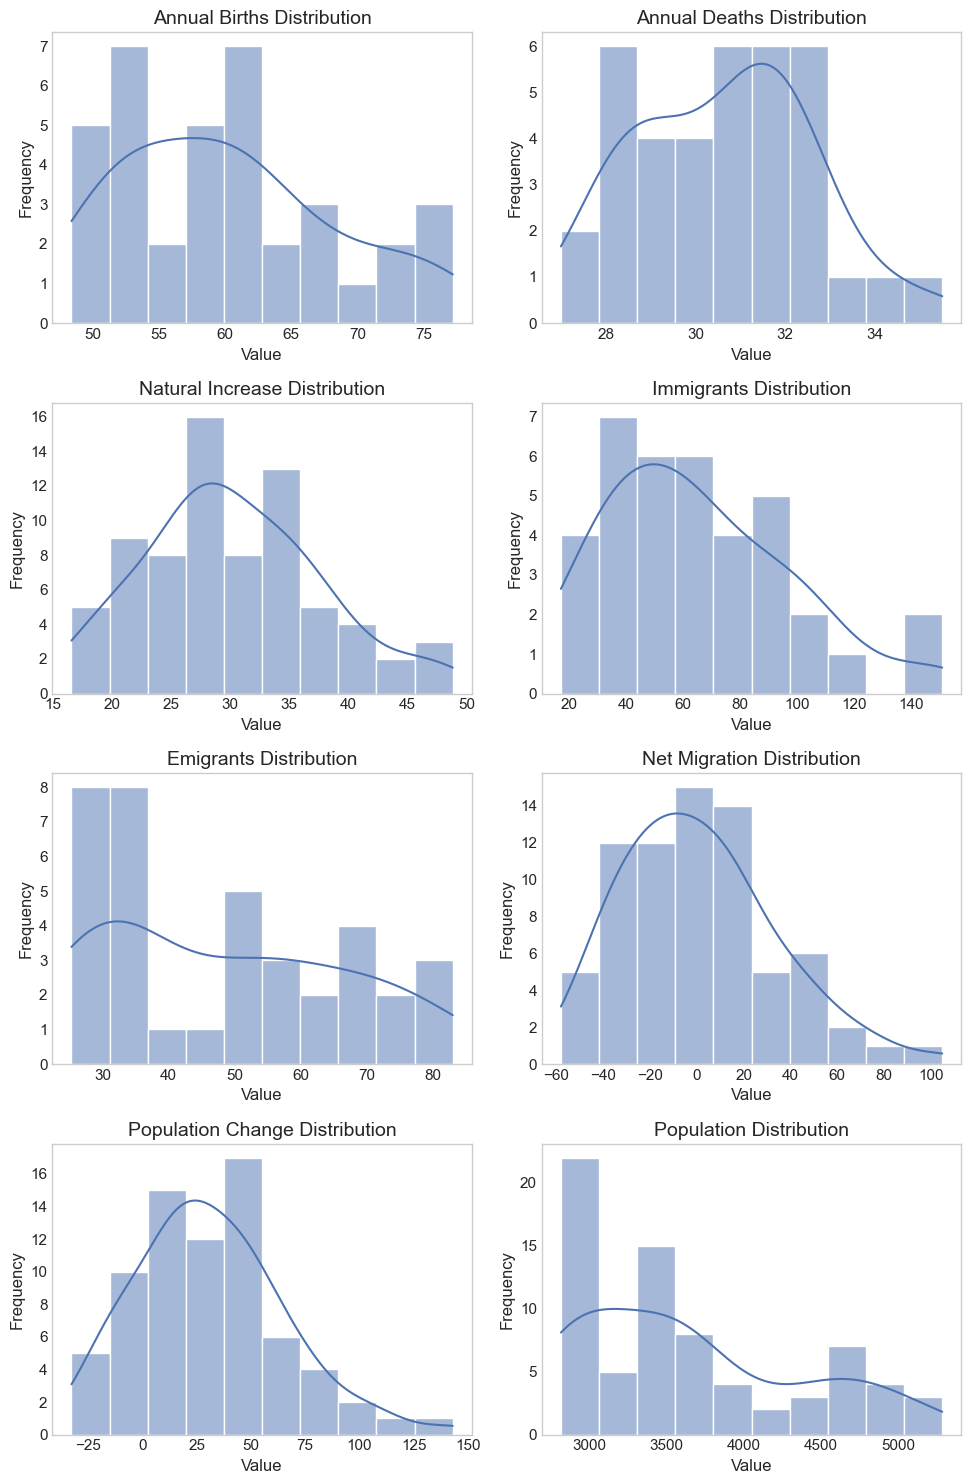 Annual Births Distribution
7
6
5
4
3
2
1
0
Frequency
50 55 60 65 70 75
Value
Annual Deaths Distribution
6
5
4
3
2
1
0
Frequency
28 30 32 34
Value
Natural Increase Distribution
16
14
12
10
8
6
4
2
0
Frequency
15 20 25 30 35 40 45 50
Value
Immigrants Distribution
7
6
5
4
3
2
1
0
Frequency
20 40 60 80 100 120 140
Value
Emigrants Distribution
8
7
6
5
4
3
2
1
0
Frequency
30 40 50 60 70 80
Value
Net Migration Distribution
14
12
10
8
6
4
2
0
Frequency
−60 −40 −20 0 20 40 60 80 100
Value
Population Change Distribution
16
14
12
10
8
6
4
2
0
Frequency
−25 0 25 50 75 100 125 150
Value
Population Distribution
20
15
10
5
0
Frequency
3000 3500 4000 4500 5000
Value